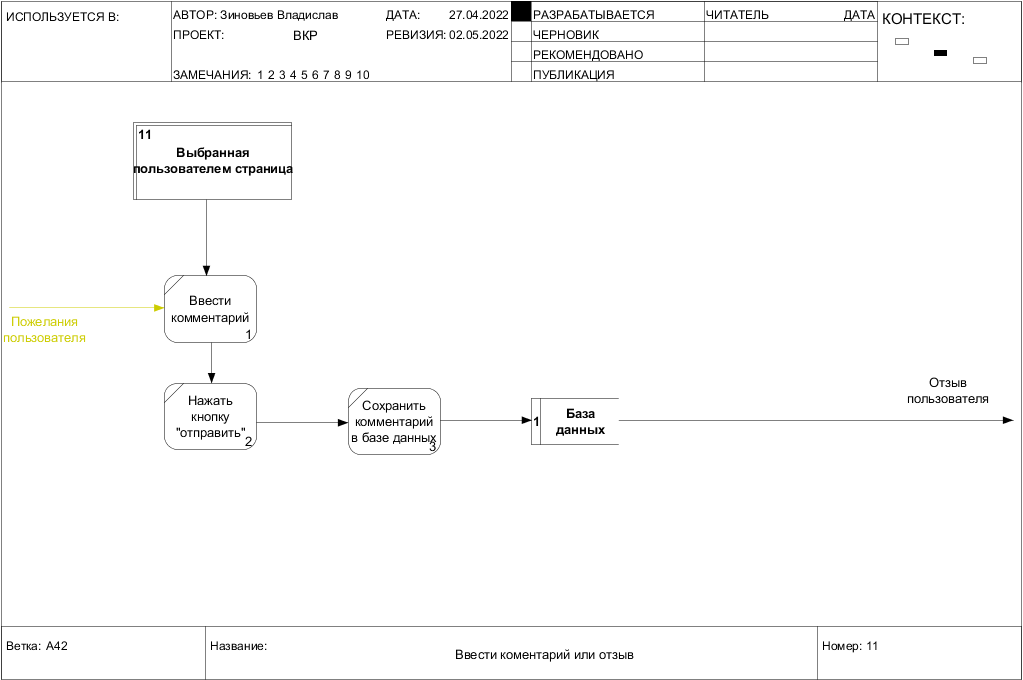 ИСПОЛЬЗУЕТСЯ В:
АВТОР: Зиновьев Владислав
ДАТА: 27.04.2022
ПРОЕКТ: ВКР
РЕВИЗИЯ: 02.05.2022
ЗАМЕЧАНИЯ: 1 2 3 4 5 6 7 8 9 10
РАЗРАБАТЫВАЕТСЯ
ЧЕРНОВИК
РЕКОМЕНДОВАНО
ПУБЛИКАЦИЯ
ЧИТАТЕЛЬ ДАТА
КОНТЕКСТ:
11
Выбранная
пользователем страница
Ввести
комментарий
1
Пожелания
пользователя
Нажать
кнопку
"отправить"
2
Сохранить
комментарий
в базе данных
3
1
База
данных
Отзыв
пользователя
Ветка: A42
Название:
Ввести коментарий или отзыв
Номер: 11